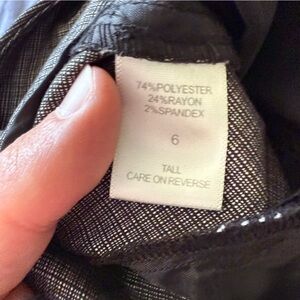 74%POLYESTER
24%RAYON
2%SPANDEX
6
TALL
CARE ON REVERSE